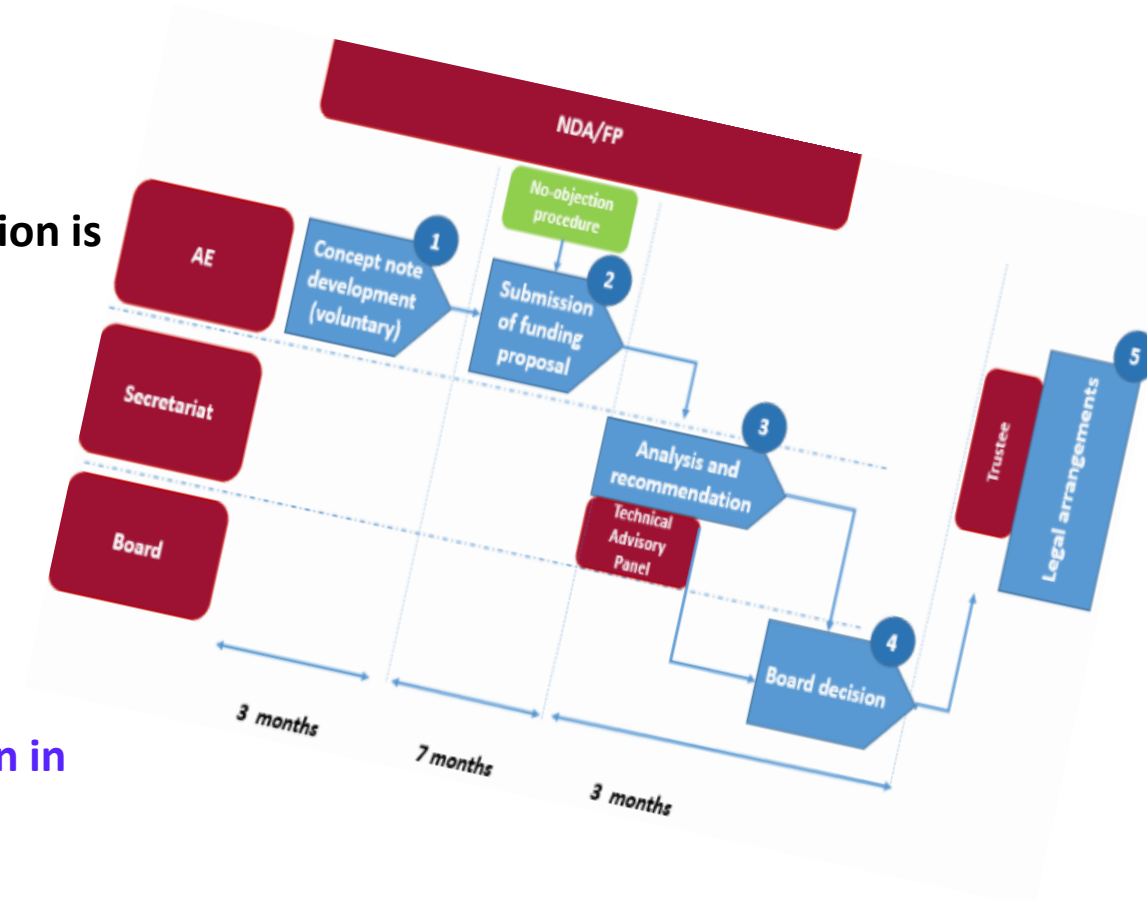 NDA/FP
No-objection
procedure
ion is
AE
1
Concept note
development
(voluntary)
2
Submission
of funding
proposal
Secretariat
3
Analysis and
recommendation
Technical
Advisory
Panel
5
Trustee
Legal arrangements
Board
4
Board decision
3 months
7 months
3 months
n in